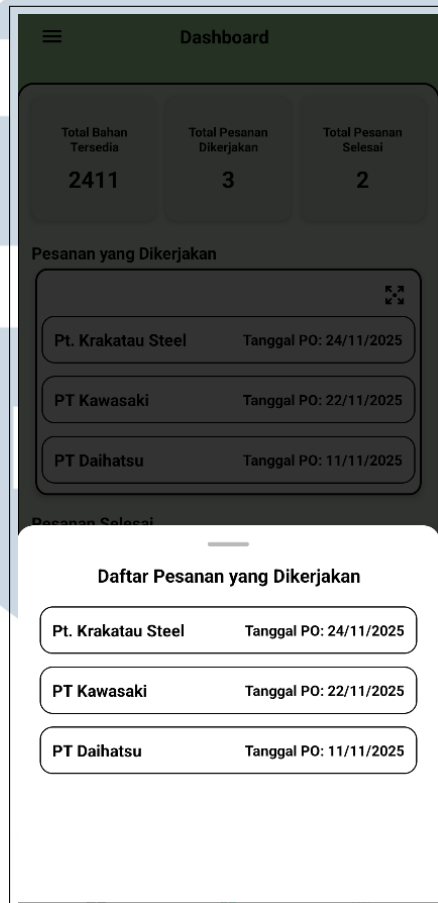 Dashboard
Total Bahan
Tersedia
2411
Total Pesanan
Dikerjakan
3
Total Pesanan
Selesai
2
Pesanan yang Dikerjakan
Pt. Krakatau Steel Tanggal PO: 24/11/2025
PT Kawasaki Tanggal PO: 22/11/2025
PT Daihatsu Tanggal PO: 11/11/2025
Pesanan Selesai
Daftar Pesanan yang Dikerjakan
Pt. Krakatau Steel Tanggal PO: 24/11/2025
PT Kawasaki Tanggal PO: 22/11/2025
PT Daihatsu Tanggal PO: 11/11/2025